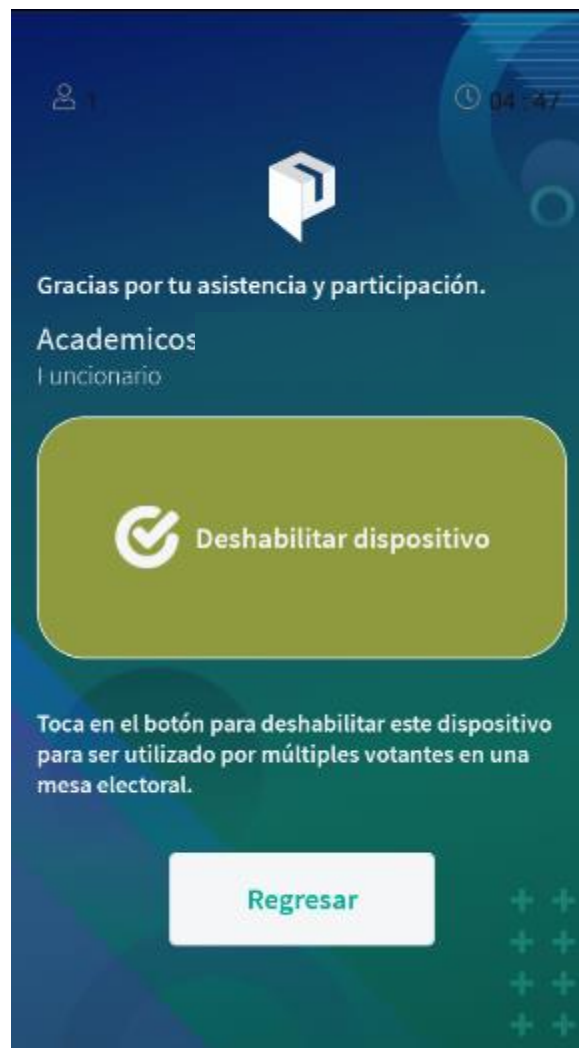 1
04:47
Gracias por tu asistencia y participación.
Academicos
Funcionario
Deshabilitar dispositivo
Toca en el botón para deshabilitar este dispositivo
para ser utilizado por múltiples votantes en una
mesa electoral.
Regresar